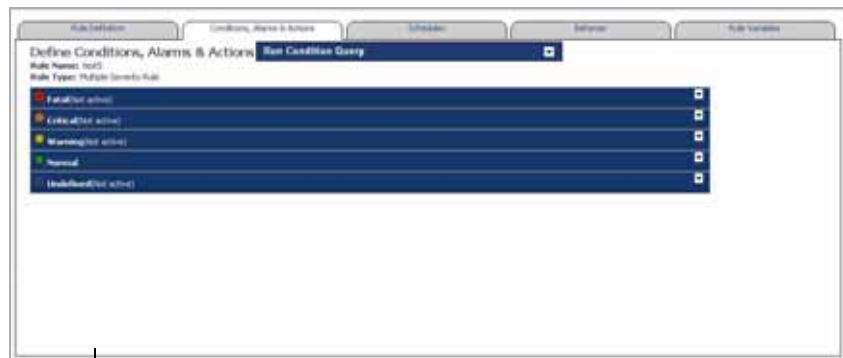 Rule Definition
Conditions, Alarms & Actions
Schedules
Behavior
Rule Variables
Define Conditions, Alarms & Actions
Run Condition Query
Rule Name: test5
Rule Type: Multiple Severity Rule
Fatal(Not active)
Critical(Not active)
Warning(Not active)
Normal
Undefined(Not active)